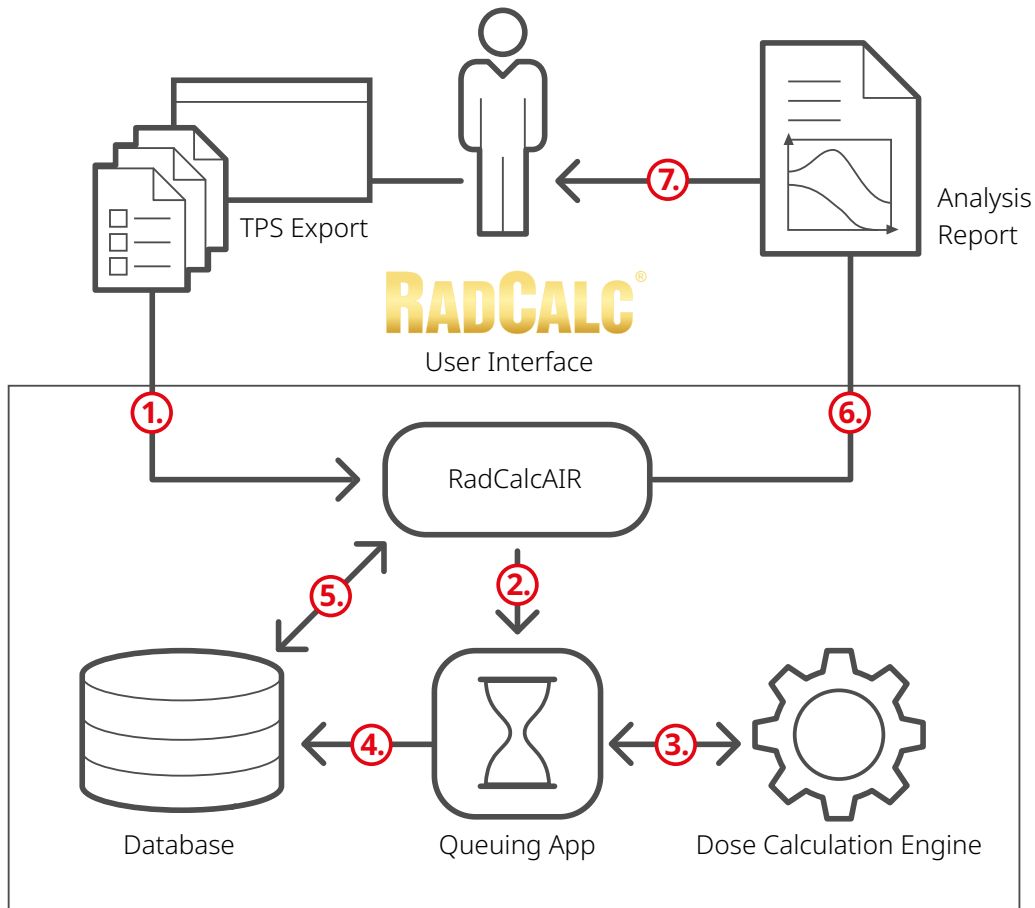 TPS Export
7.
Analysis
Report
RADCALC®
User Interface
1.
6.
RadCalcAIR
2.
5.
4.
3.
Database
Queuing App
Dose Calculation Engine